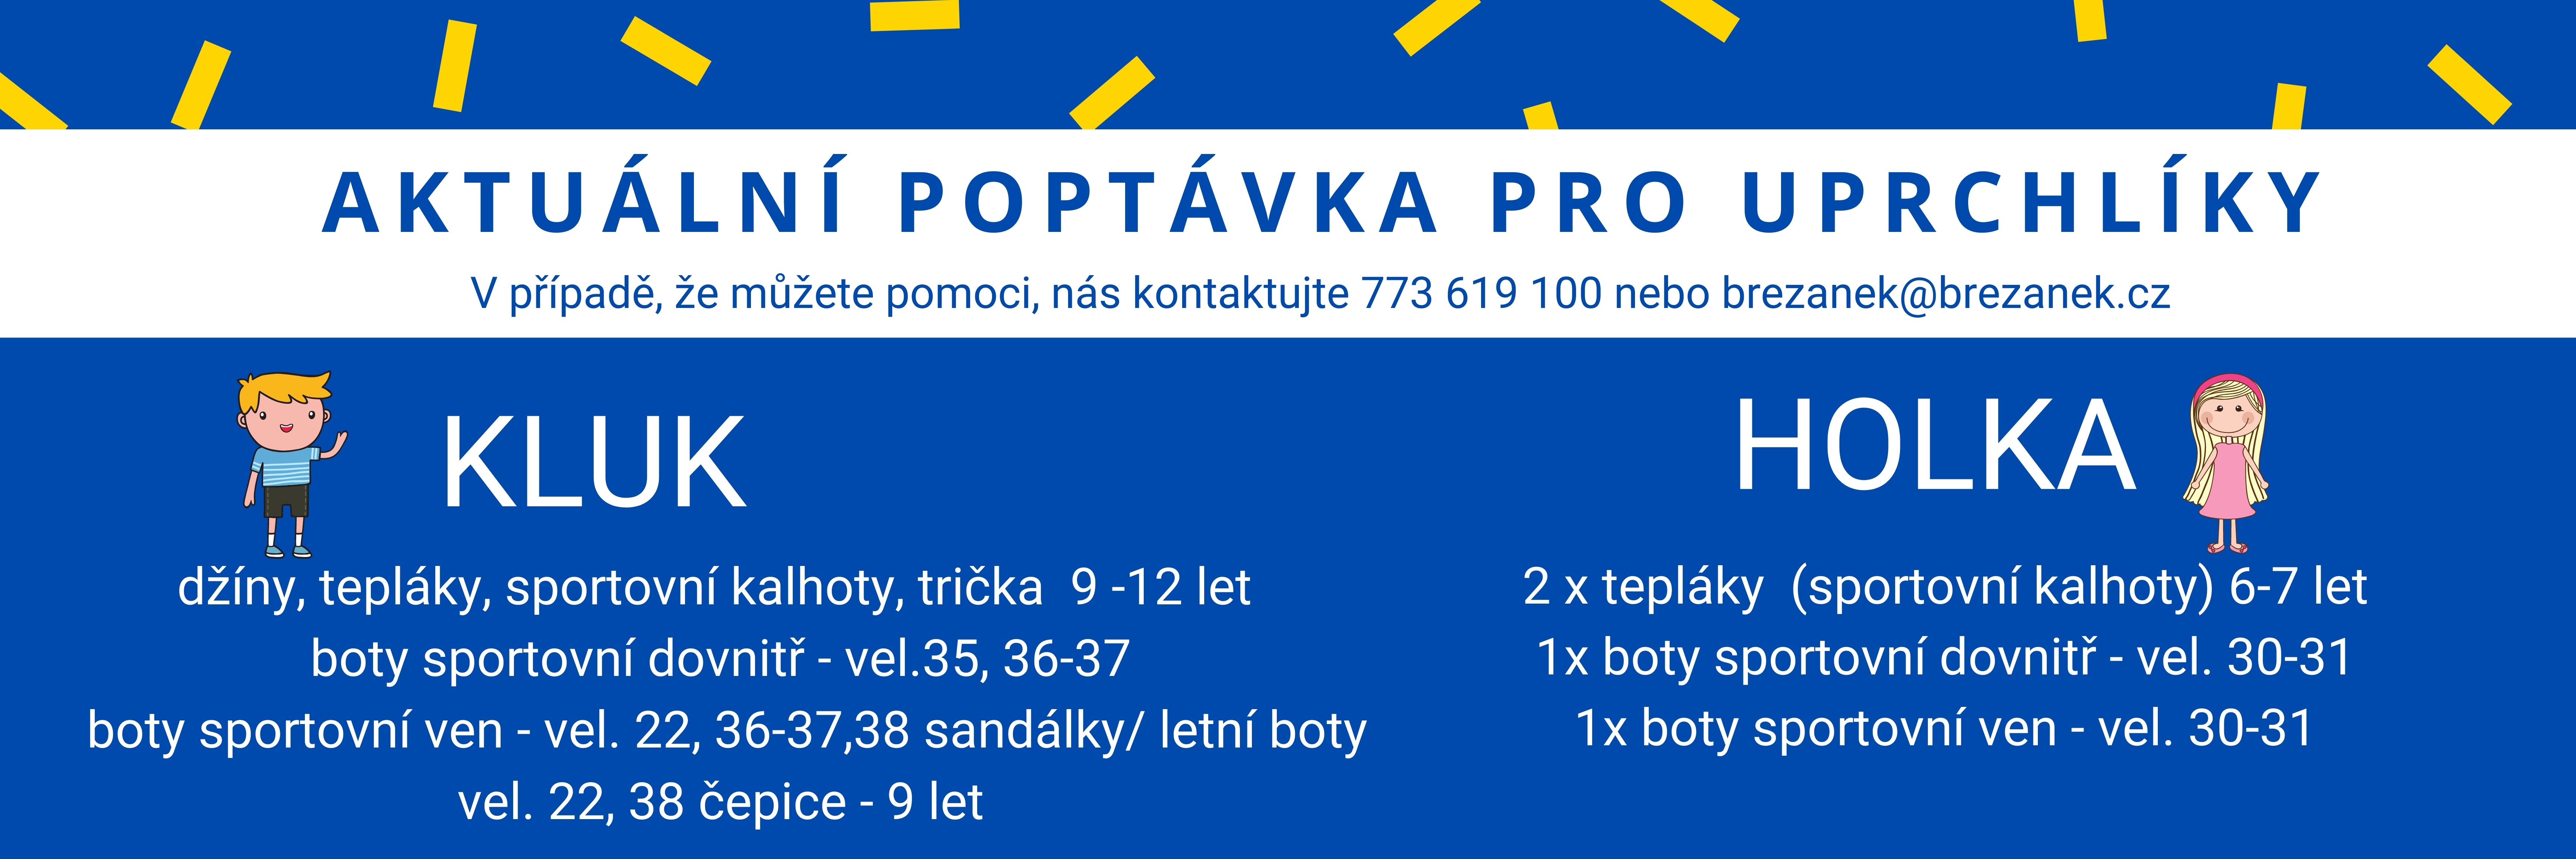 AKTUÁLNÍ POPTÁVKA PRO UPRCHLÍKY
V případě, že můžete pomoci, nás kontaktujte 773 619 100 nebo brezanek@brezanek.cz
KLUK
džíny, tepláky, sportovní kalhoty, trička  9 -12 let
boty sportovní dovnitř - vel.35, 36-37
boty sportovní ven - vel. 22, 36-37,38 sandálky/ letní boty
vel. 22, 38 čepice - 9 let
HOLKA
2 x tepláky  (sportovní kalhoty) 6-7 let
1x boty sportovní dovnitř - vel. 30-31
1x boty sportovní ven - vel. 30-31